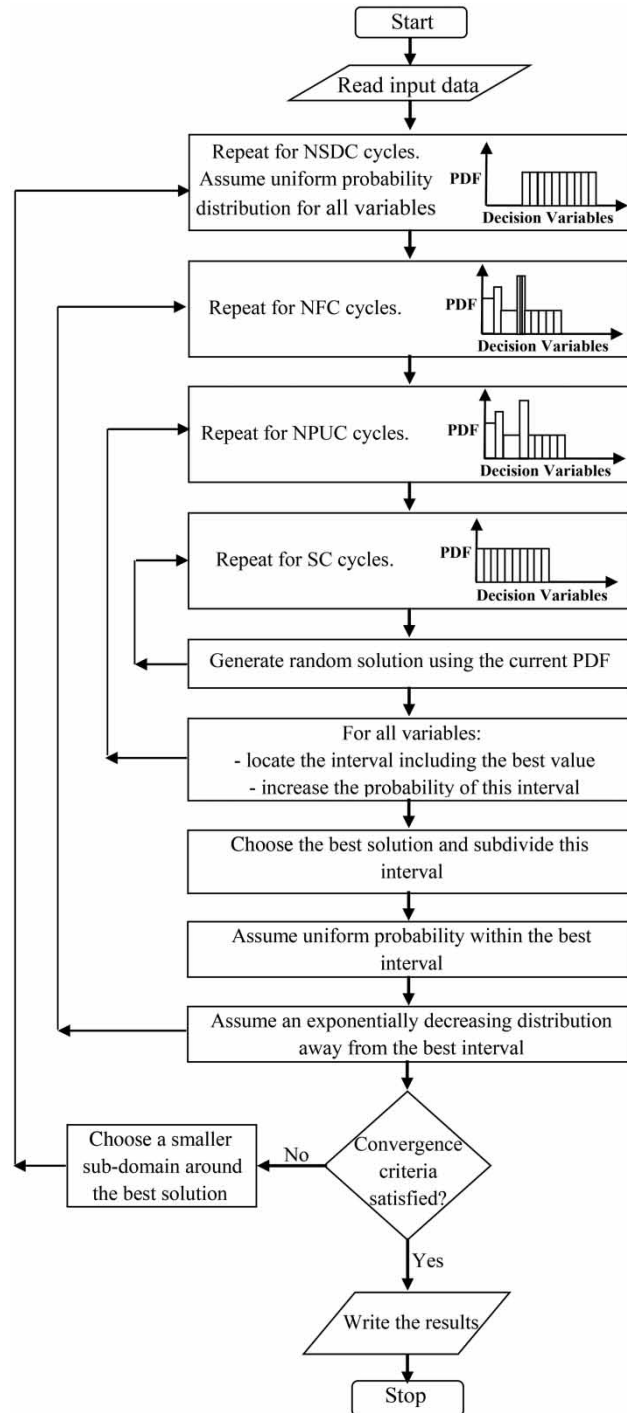 Start
Read input data
Repeat for NSDC cycles.
Assume uniform probability
distribution for all variables
PDF
Decision Variables
Repeat for NFC cycles.
PDF
Decision Variables
Repeat for NPUC cycles.
PDF
Decision Variables
Repeat for SC cycles.
PDF
Decision Variables
Generate random solution using the current PDF
For all variables:
- locate the interval including the best value
- increase the probability of this interval
Choose the best solution and subdivide this
interval
Assume uniform probability within the best
interval
Assume an exponentially decreasing distribution
away from the best interval
Choose a smaller
sub-domain around
the best solution
No
Convergence
criteria
satisfied?
Yes
Write the results
Stop